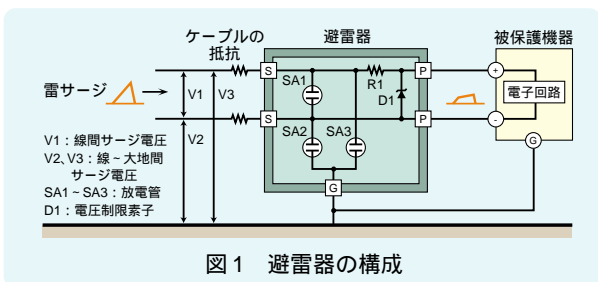 ケーブルの
抵抗
避雷器
被保護機器
雷サージ
V1
V3
V2
S
S
SA1
SA2
SA3
R1
D1
P
P
G
+
-
電子回路
G
V1：線間サージ電圧
V2、V3：線～大地間
サージ電圧
SA1～SA3：放電管
D1：電圧制限素子
図1 避雷器の構成